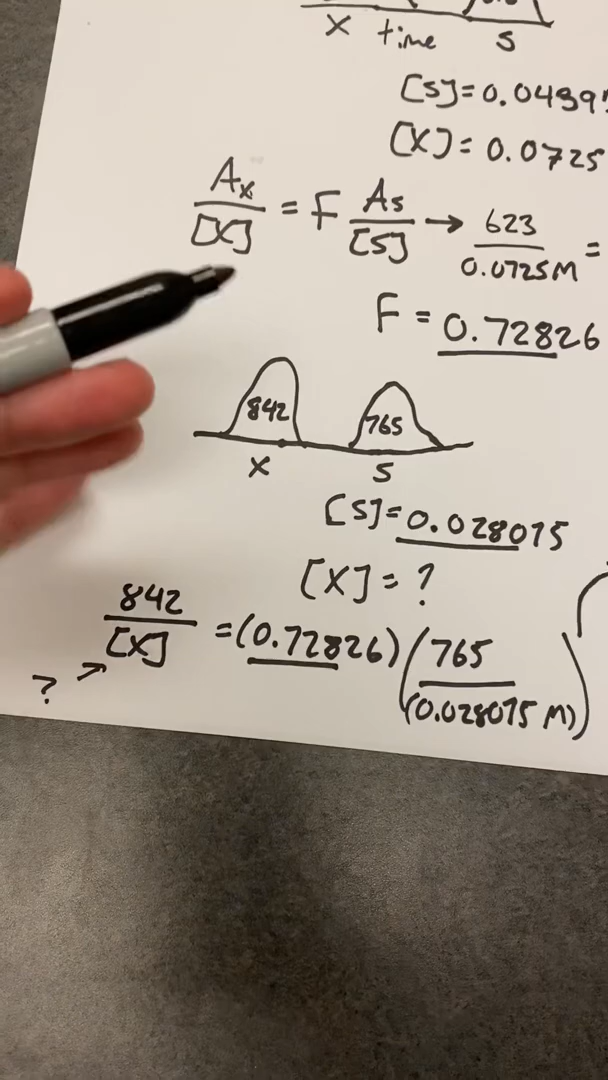 X time S
[S]=0.0499
[X]=0.0725
Ax/[X] = F As/[S] → 623/0.0725M =
F = 0.72826
842 765
X S
[S]=0.028075
[X]=?
842/[X] =(0.72826)(765/(0.028075 M))
? →